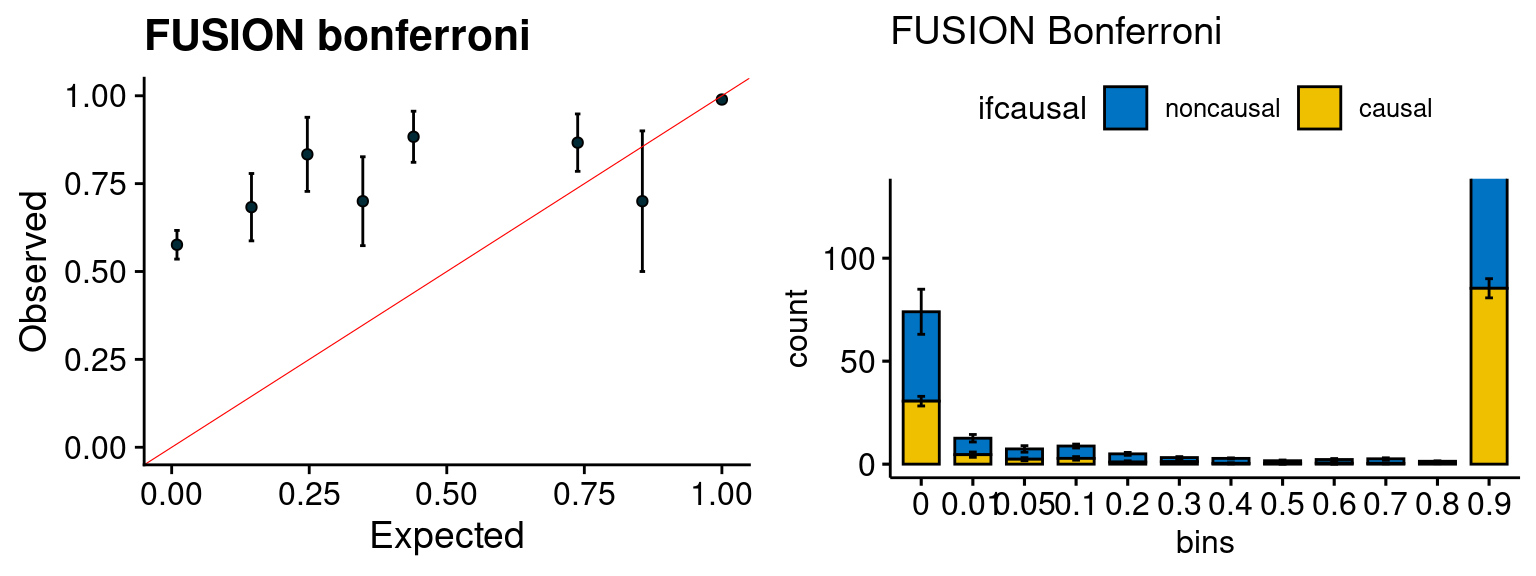 FUSION bonferroni
1.00
0.75
0.50
0.25
0.00
Observed
0.00 0.25 0.50 0.75 1.00
Expected
FUSION Bonferroni
ifcausal noncausal causal
100
50
0
count
0 0.01 0.05 0.1 0.2 0.3 0.4 0.5 0.6 0.7 0.8 0.9
bins